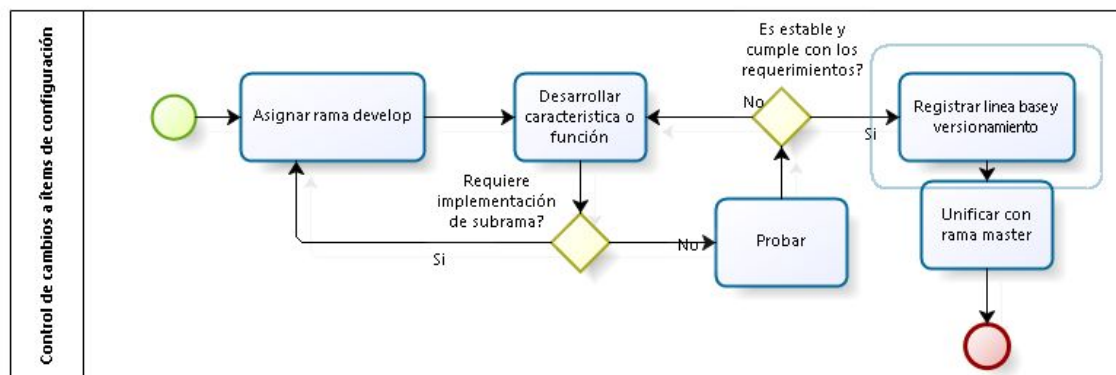 Control de cambios a ítems de configuración
Asignar rama develop
Desarrollar
caracteristica o
función
Requiere
implementación
de subrama?
Si
No
Probar
Es estable y
cumple con los
requerimientos?
No
Si
Registrar linea base y
versionamiento
Unificar con
rama master